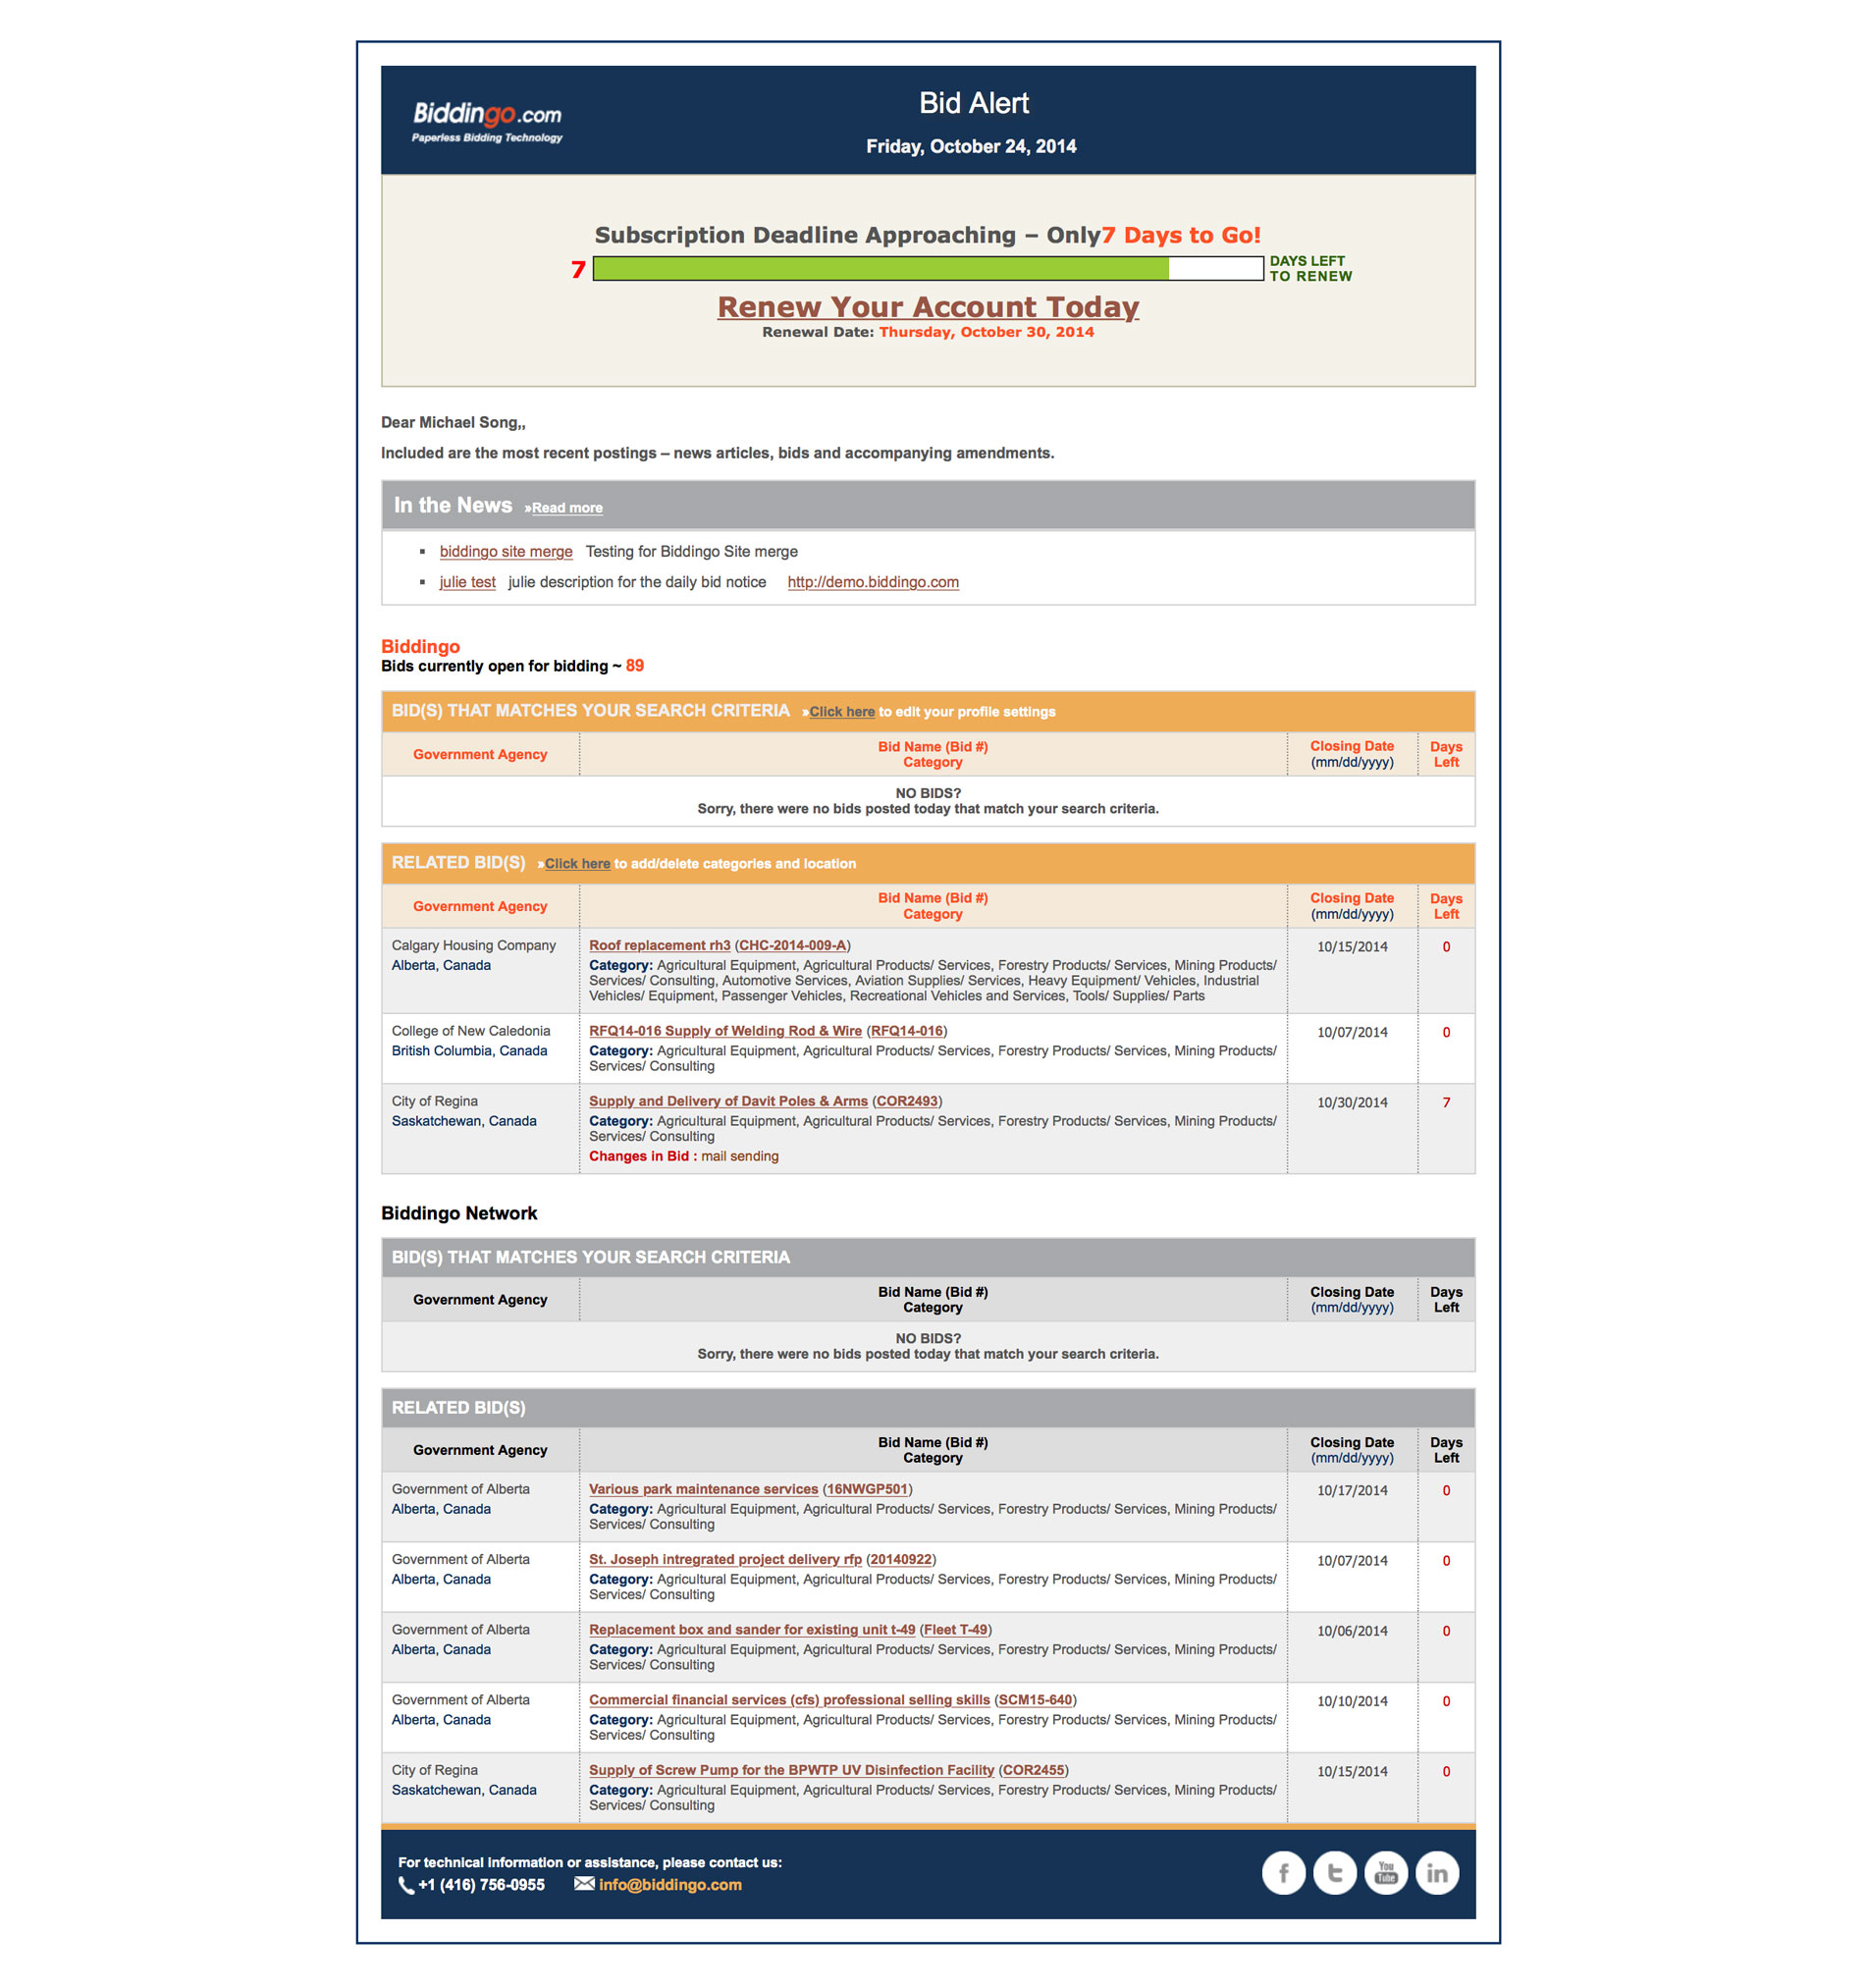 Biddingo.com
Paperless Bidding Technology
Bid Alert
Friday, October 24, 2014
Subscription Deadline Approaching – Only7 Days to Go!
7
DAYS LEFT
TO RENEW
Renew Your Account Today
Renewal Date: Thursday, October 30, 2014
Dear Michael Song,,
Included are the most recent postings – news articles, bids and accompanying amendments.
In the News »Read more
▪ biddingo site merge Testing for Biddingo Site merge
▪ julie test julie description for the daily bid notice http://demo.biddingo.com
Biddingo
Bids currently open for bidding ~ 89
BID(S) THAT MATCHES YOUR SEARCH CRITERIA »Click here to edit your profile settings
Government Agency
Bid Name (Bid #)
Category
Closing Date
(mm/dd/yyyy)
Days
Left
NO BIDS?
Sorry, there were no bids posted today that match your search criteria.
RELATED BID(S) »Click here to add/delete categories and location
Government Agency
Bid Name (Bid #)
Category
Closing Date
(mm/dd/yyyy)
Days
Left
Calgary Housing Company
Alberta, Canada
Roof replacement rh3 (CHC-2014-009-A)
Category: Agricultural Equipment, Agricultural Products/ Services, Forestry Products/ Services, Mining Products/
Services/ Consulting, Automotive Services, Aviation Supplies/ Services, Heavy Equipment/ Vehicles, Industrial
Vehicles/ Equipment, Passenger Vehicles, Recreational Vehicles and Services, Tools/ Supplies/ Parts
10/15/2014
0
College of New Caledonia
British Columbia, Canada
RFQ14-016 Supply of Welding Rod & Wire (RFQ14-016)
Category: Agricultural Equipment, Agricultural Products/ Services, Forestry Products/ Services, Mining Products/
Services/ Consulting
10/07/2014
0
City of Regina
Saskatchewan, Canada
Supply and Delivery of Davit Poles & Arms (COR2493)
Category: Agricultural Equipment, Agricultural Products/ Services, Forestry Products/ Services, Mining Products/
Services/ Consulting
Changes in Bid : mail sending
10/30/2014
7
Biddingo Network
BID(S) THAT MATCHES YOUR SEARCH CRITERIA
Government Agency
Bid Name (Bid #)
Category
Closing Date
(mm/dd/yyyy)
Days
Left
NO BIDS?
Sorry, there were no bids posted today that match your search criteria.
RELATED BID(S)
Government Agency
Bid Name (Bid #)
Category
Closing Date
(mm/dd/yyyy)
Days
Left
Government of Alberta
Alberta, Canada
Various park maintenance services (16NWGP501)
Category: Agricultural Equipment, Agricultural Products/ Services, Forestry Products/ Services, Mining Products/
Services/ Consulting
10/17/2014
0
Government of Alberta
Alberta, Canada
St. Joseph intregrated project delivery rfp (20140922)
Category: Agricultural Equipment, Agricultural Products/ Services, Forestry Products/ Services, Mining Products/
Services/ Consulting
10/07/2014
0
Government of Alberta
Alberta, Canada
Replacement box and sander for existing unit t-49 (Fleet T-49)
Category: Agricultural Equipment, Agricultural Products/ Services, Forestry Products/ Services, Mining Products/
Services/ Consulting
10/06/2014
0
Government of Alberta
Alberta, Canada
Commercial financial services (cfs) professional selling skills (SCM15-640)
Category: Agricultural Equipment, Agricultural Products/ Services, Forestry Products/ Services, Mining Products/
Services/ Consulting
10/10/2014
0
City of Regina
Saskatchewan, Canada
Supply of Screw Pump for the BPWTP UV Disinfection Facility (COR2455)
Category: Agricultural Equipment, Agricultural Products/ Services, Forestry Products/ Services, Mining Products/
Services/ Consulting
10/15/2014
0
For technical information or assistance, please contact us:
+1 (416) 756-0955 info@biddingo.com
f
t
You
Tube
in